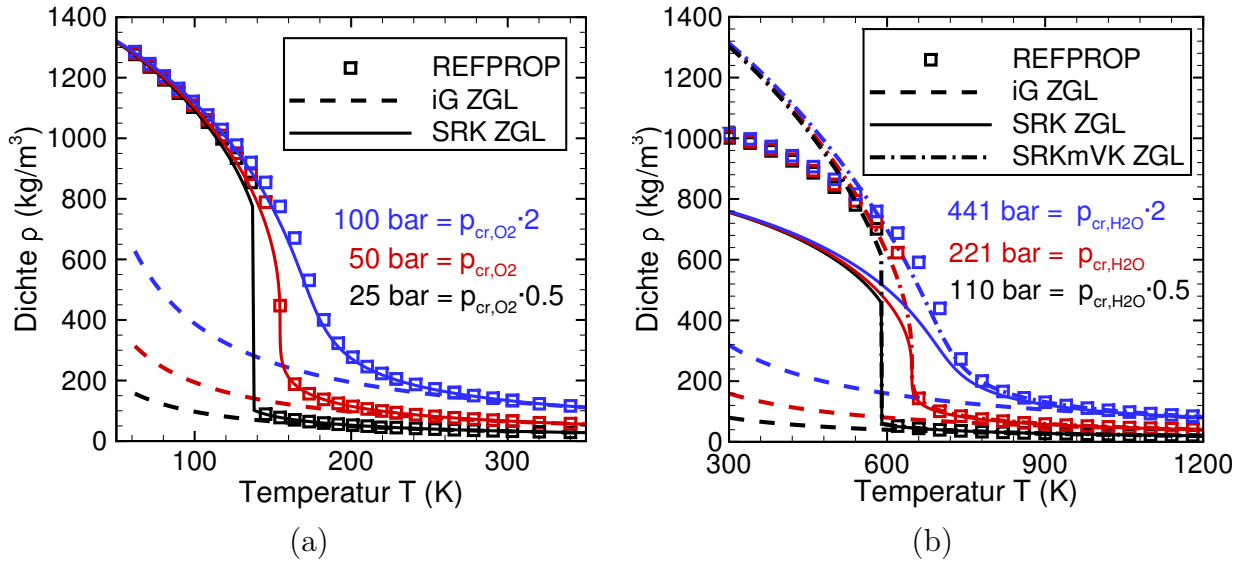 1400
1200
1000
800
600
400
200
0
Dichte ρ (kg/m³)
REFPROP
iG ZGL
SRK ZGL
100 bar = p_cr,O2·2
50 bar = p_cr,O2
25 bar = p_cr,O2·0.5
100 200 300
Temperatur T (K)
(a)
1400
1200
1000
800
600
400
200
0
Dichte ρ (kg/m³)
REFPROP
iG ZGL
SRK ZGL
SRKmVK ZGL
441 bar = p_cr,H2O·2
221 bar = p_cr,H2O
110 bar = p_cr,H2O·0.5
300 600 900 1200
Temperatur T (K)
(b)